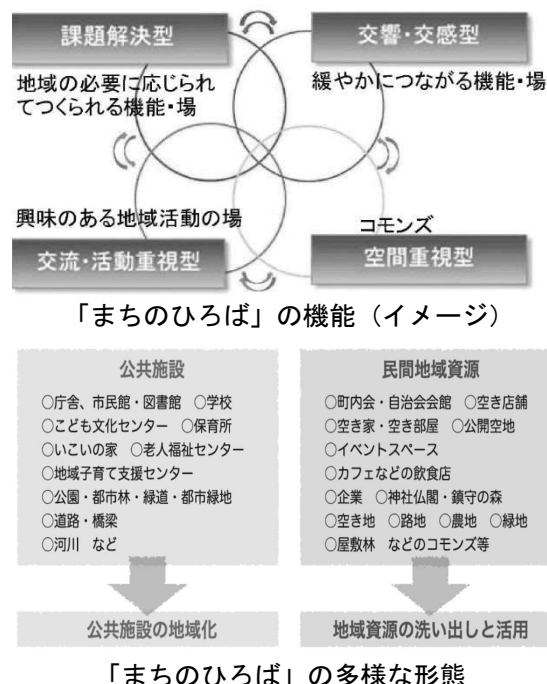 課題解決型
交響・交感型
地域の必要に応じられ
てつくられる機能・場
緩やかにつながる機能・場
興味のある地域活動の場
コモンズ
交流・活動重視型
空間重視型
「まちのひろば」の機能（イメージ）
公共施設
○庁舎、市民館・図書館 ○学校
○こども文化センター ○保育所
○いこいの家 ○老人福祉センター
○地域子育て支援センター
○公園・都市林・緑道・都市緑地
○道路・橋梁
○河川 など
公共施設の地域化
民間地域資源
○町内会・自治会会館 ○空き店舗
○空き家・空き部屋 ○公開空地
○イベントスペース
○カフェなどの飲食店
○企業 ○神社仏閣・鎮守の森
○空き地 ○路地 ○農地 ○緑地
○屋敷林 などのコモンズ等
地域資源の洗い出しと活用
「まちのひろば」の多様な形態